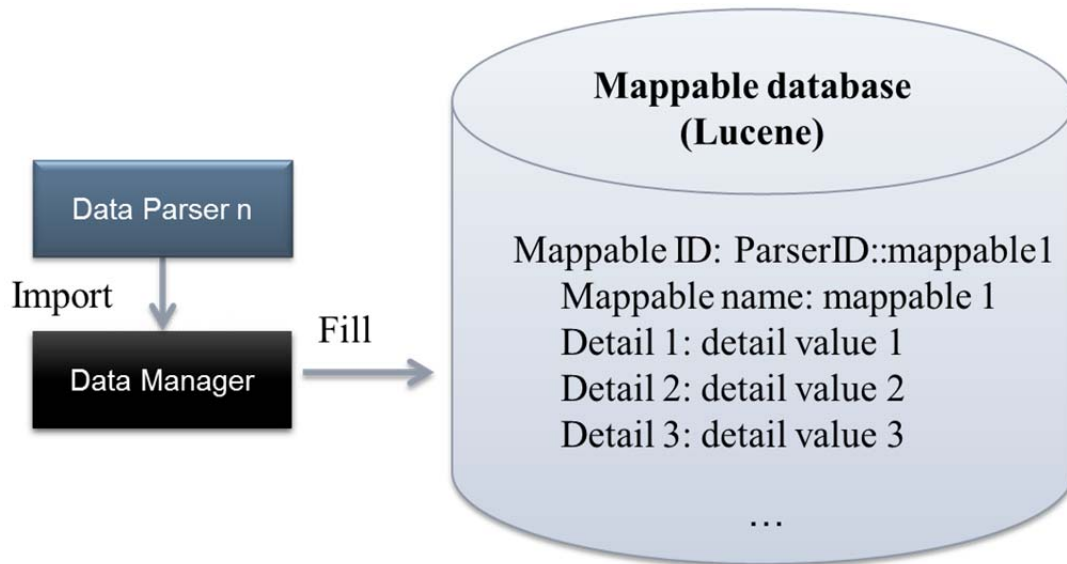 Mappable database
(Lucene)
Data Parser n
Import
Data Manager
Fill
Mappable ID: ParserID::mappable1
Mappable name: mappable 1
Detail 1: detail value 1
Detail 2: detail value 2
Detail 3: detail value 3
...